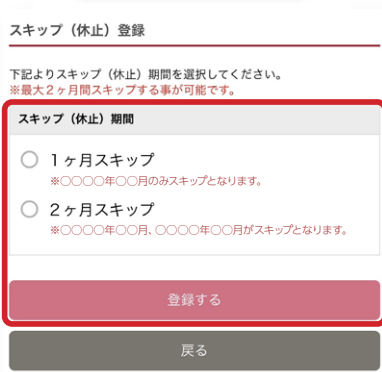 スキップ（休止）登録
下記よりスキップ（休止）期間を選択してください。
※最大２ヶ月間スキップする事が可能です。
スキップ（休止）期間
１ヶ月スキップ
※○○○○年○○月のみスキップとなります。
２ヶ月スキップ
※○○○○年○○月、○○○○年○○月がスキップとなります。
登録する
戻る